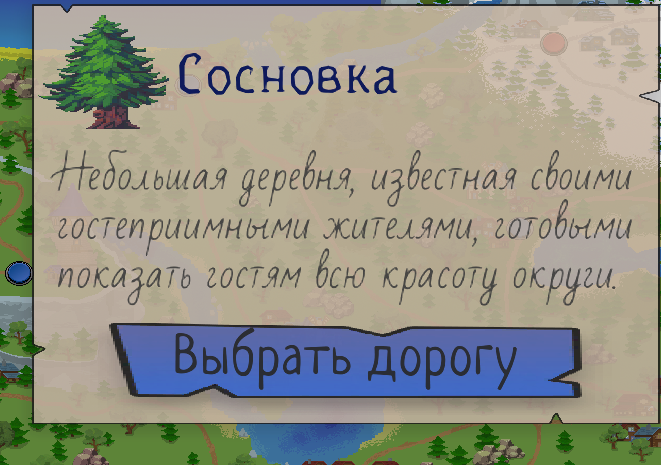 Сосновка
Небольшая деревня, известная своими
гостеприимными жителями, готовыми
показать гостям всю красоту округи.
Выбрать дорогу